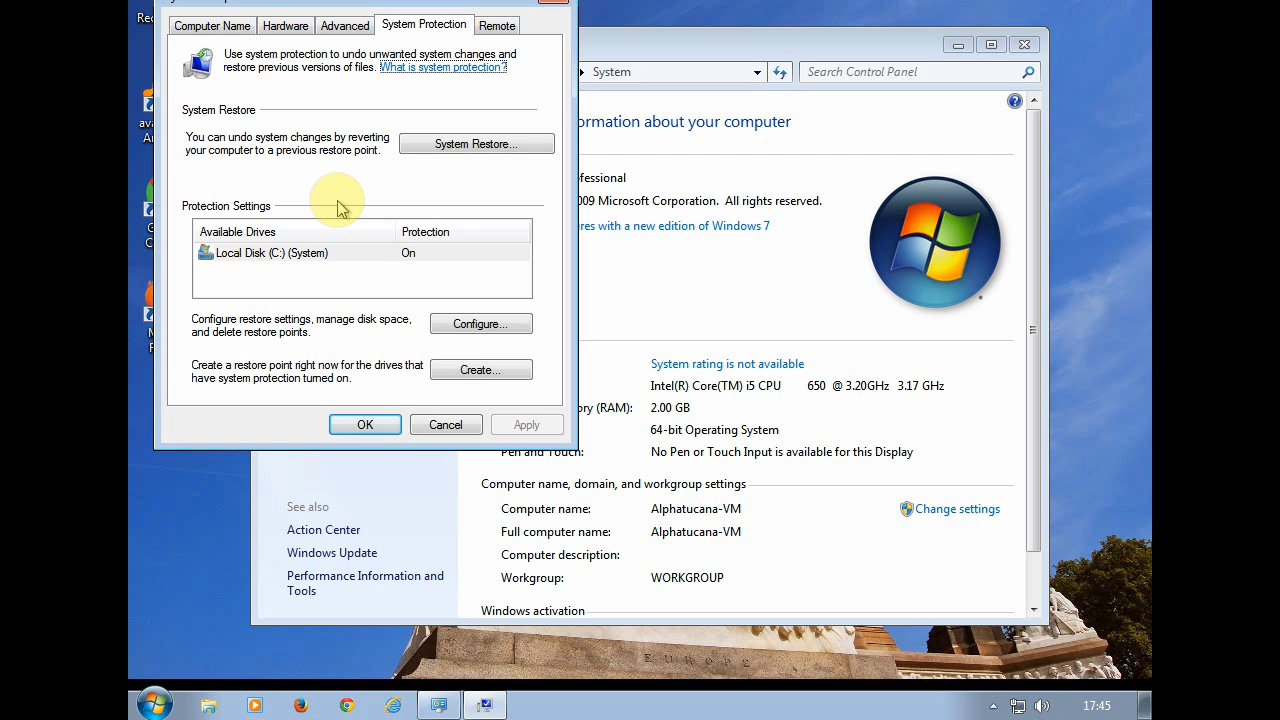 Rec
ava
A
G
C
M
F
Computer Name
Hardware
Advanced
System Protection
Remote
Use system protection to undo unwanted system changes and
restore previous versions of files. What is system protection?
System Restore
You can undo system changes by reverting
your computer to a previous restore point.
System Restore...
Protection Settings
Available Drives
Protection
Local Disk (C:) (System)
On
Configure restore settings, manage disk space,
and delete restore points.
Configure...
Create a restore point right now for the drives that
have system protection turned on.
Create...
OK
Cancel
Apply
System
Search Control Panel
ormation about your computer
ofessional
009 Microsoft Corporation. All rights reserved.
res with a new edition of Windows 7
System rating is not available
Intel(R) Core(TM) i5 CPU 650 @ 3.20GHz 3.17 GHz
ory (RAM): 2.00 GB
64-bit Operating System
Pen and Touch: No Pen or Touch Input is available for this Display
Computer name, domain, and workgroup settings
Computer name: Alphatucana-VM
Change settings
Full computer name: Alphatucana-VM
Computer description:
Workgroup: WORKGROUP
Windows activation
See also
Action Center
Windows Update
Performance Information and
Tools
EUROPE
17:45